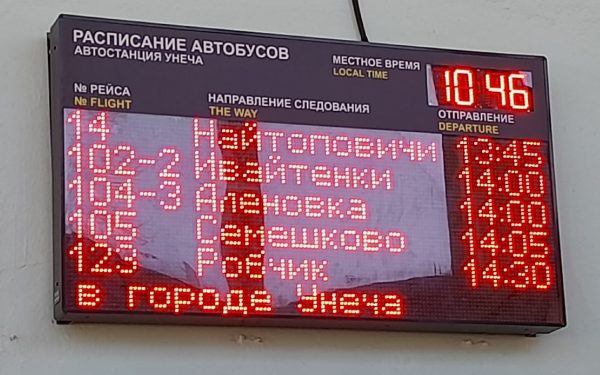 РАСПИСАНИЕ АВТОБУСОВ
АВТОСТАНЦИЯ УНЕЧА
МЕСТНОЕ ВРЕМЯ
LOCAL TIME
10 46
№ РЕЙСА
№ FLIGHT
НАПРАВЛЕНИЕ СЛЕДОВАНИЯ
THE WAY
ОТПРАВЛЕНИЕ
DEPARTURE
14 Найтоповичи 13:45
102-2 Ивайтенки 14:00
104-3 Аленовка 14:00
105 Семешково 14:05
123 Робчик 14:30
в городе Унеча